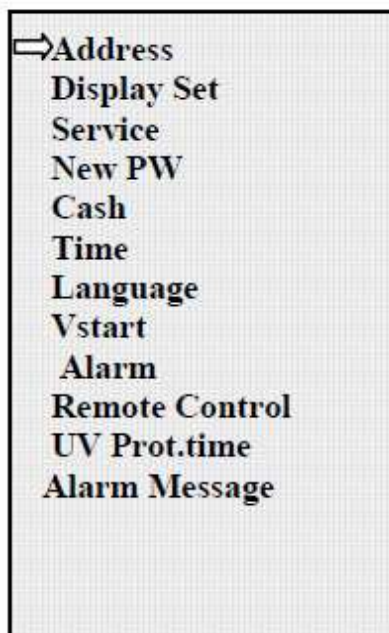 Address
Display Set
Service
New PW
Cash
Time
Language
Vstart
Alarm
Remote Control
UV Prot.time
Alarm Message